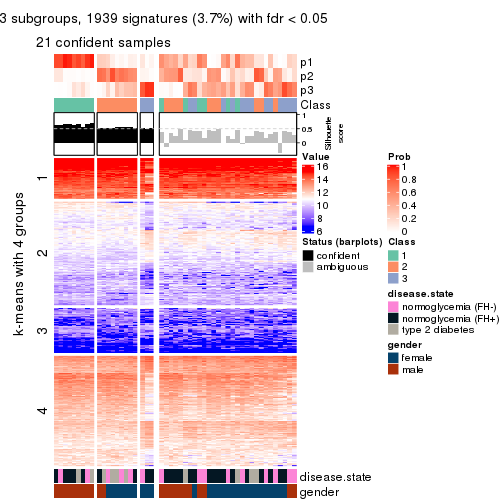 3 subgroups, 1939 signatures (3.7%) with fdr < 0.05
21 confident samples
p1
p2
p3
Class
1
0.5
0
Silhouette
score
k-means with 4 groups
1
2
3
4
disease.state
gender
Value
16
14
12
10
8
6
Status (barplots)
confident
ambiguous
Prob
1
0.8
0.6
0.4
0.2
0
Class
1
2
3
disease.state
normoglycemia (FH-)
normoglycemia (FH+)
type 2 diabetes
gender
female
male